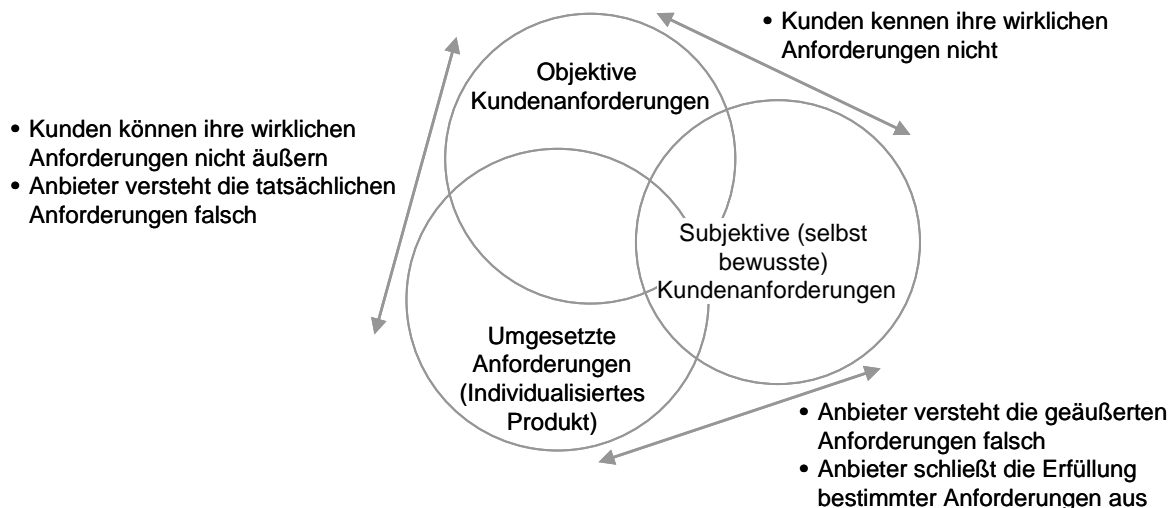 • Kunden kennen ihre wirklichen
Anforderungen nicht
Objektive
Kundenanforderungen
• Kunden können ihre wirklichen
Anforderungen nicht äußern
• Anbieter versteht die tatsächlichen
Anforderungen falsch
Subjektive (selbst
bewusste)
Kundenanforderungen
Umgesetzte
Anforderungen
(Individualisiertes
Produkt)
• Anbieter versteht die geäußerten
Anforderungen falsch
• Anbieter schließt die Erfüllung
bestimmter Anforderungen aus